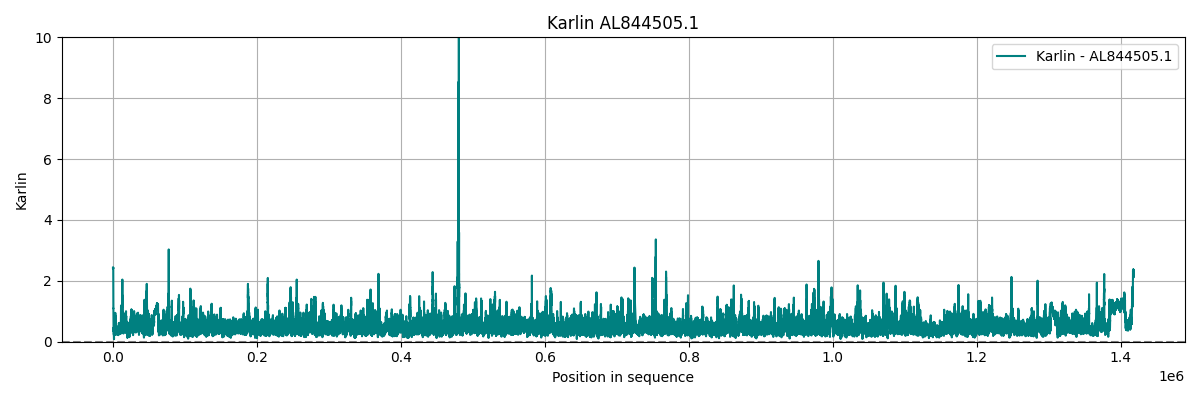 Karlin AL844505.1
Karlin - AL844505.1
Karlin
10
8
6
4
2
0
0.0 0.2 0.4 0.6 0.8 1.0 1.2 1.4
1e6
Position in sequence